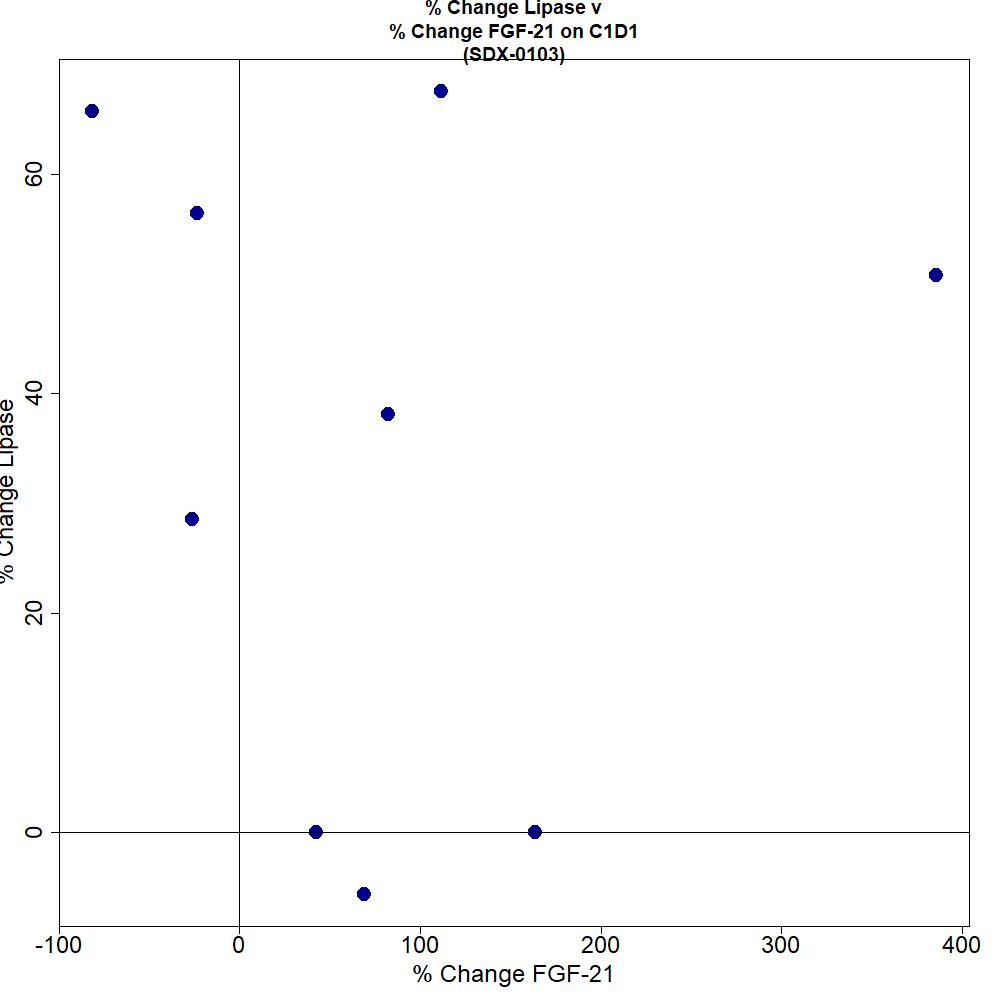 % Change Lipase v
% Change FGF-21 on C1D1
(SDX-0103)
60
40
20
0
% Change Lipase
-100
0
100
200
300
400
% Change FGF-21